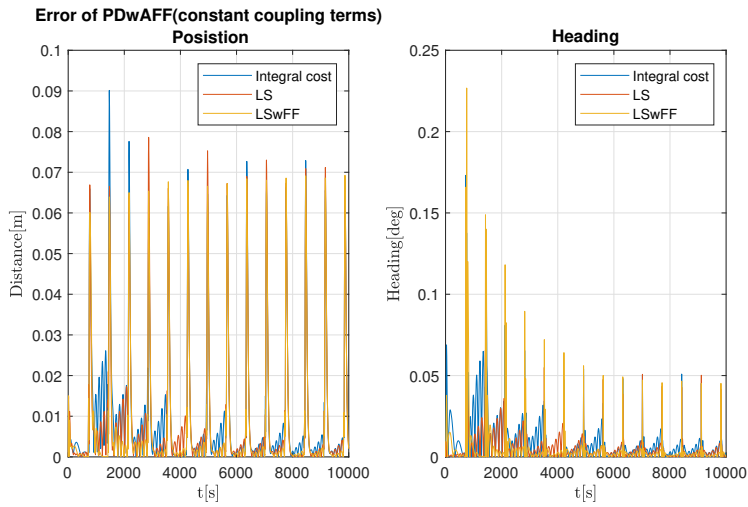 Error of PDwAFF(constant coupling terms)
Posistion
Heading
0.1
0.09
0.08
0.07
0.06
0.05
0.04
0.03
0.02
0.01
0
Distance[m]
Integral cost
LS
LSwFF
0 2000 4000 6000 8000 10000
t[s]
0.25
0.2
0.15
0.1
0.05
0
Heading[deg]
Integral cost
LS
LSwFF
0 2000 4000 6000 8000 10000
t[s]